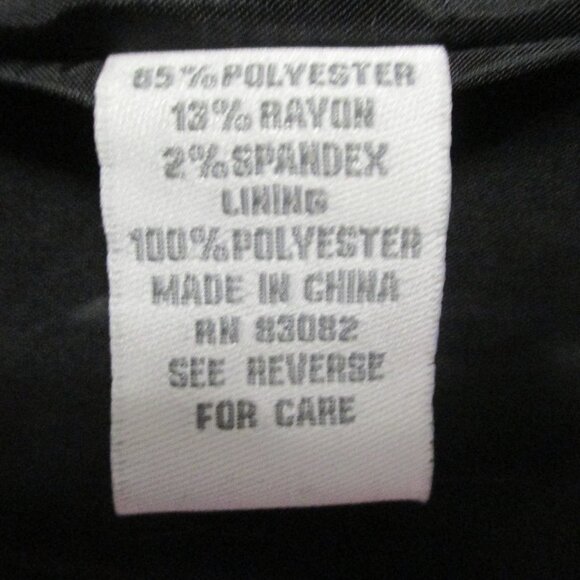 85%POLYESTER
13%RAYON
2%SPANDEX
LINING
100%POLYESTER
MADE IN CHINA
RN 83082
SEE REVERSE
FOR CARE